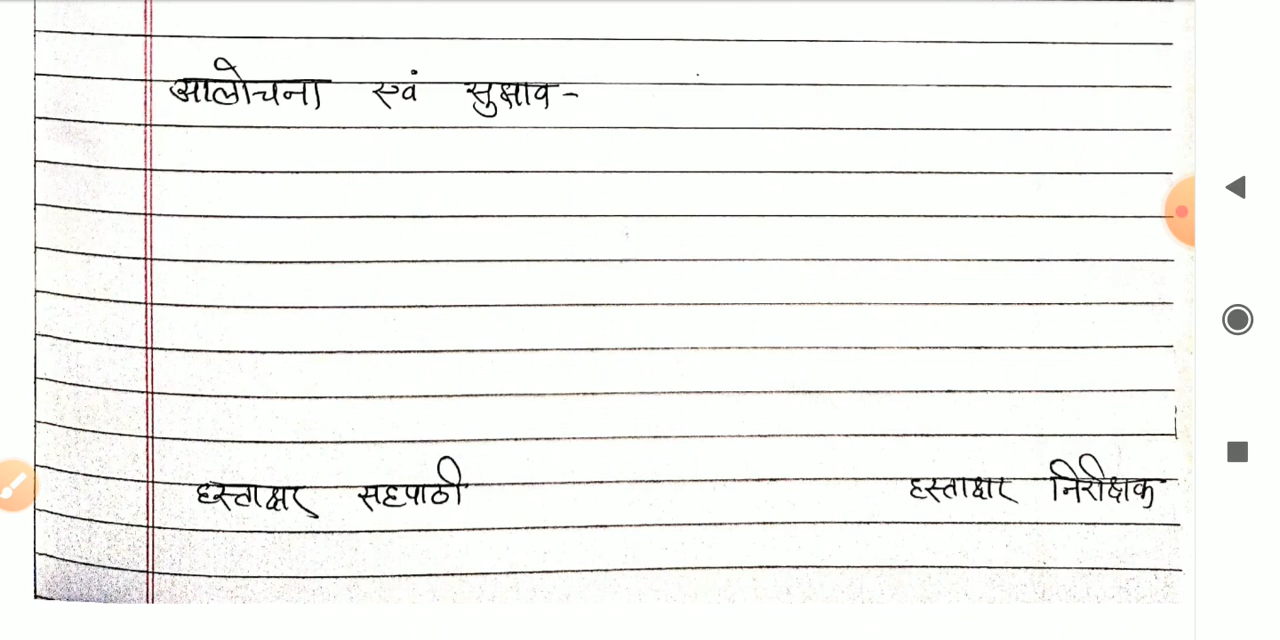 आलोचना एवं सुझाव-
हस्ताक्षर सहपाठी हस्ताक्षर निरीक्षक